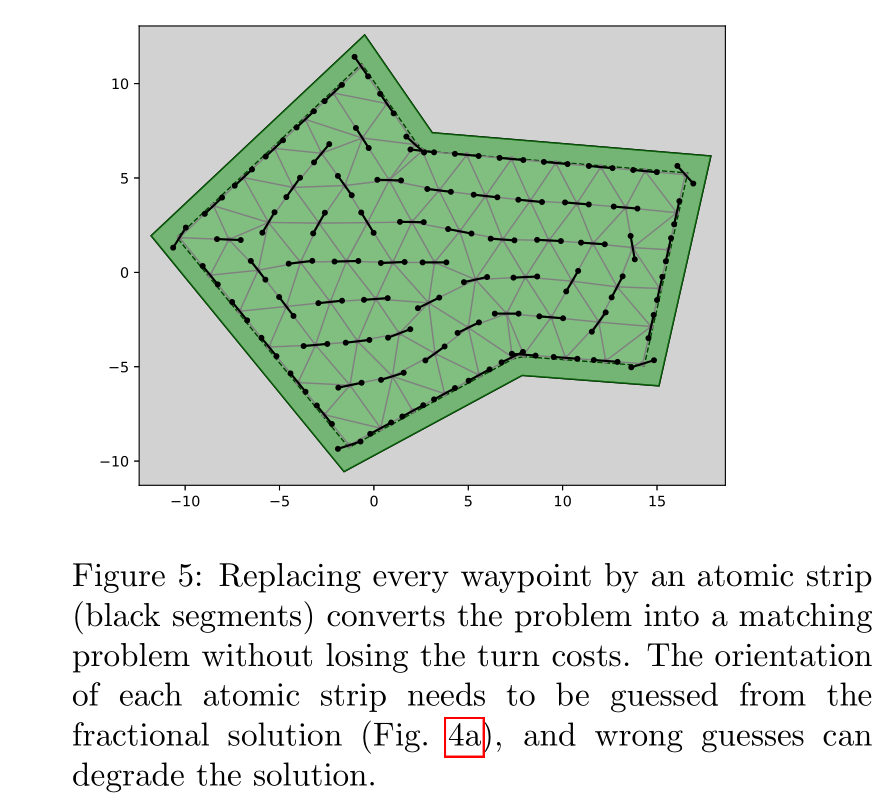 10
5
0
−5
−10
−10
−5
0
5
10
15
Figure 5: Replacing every waypoint by an atomic strip
(black segments) converts the problem into a matching
problem without losing the turn costs. The orientation
of each atomic strip needs to be guessed from the
fractional solution (Fig. 4a), and wrong guesses can
degrade the solution.